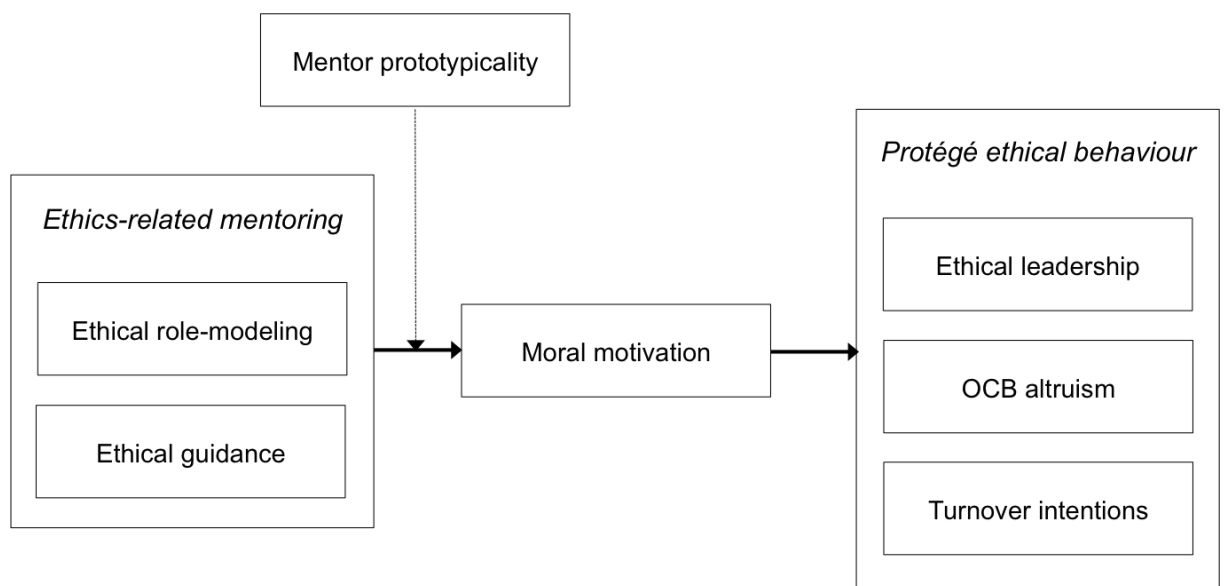 Mentor prototypicality
Ethics-related mentoring
Ethical role-modeling
Ethical guidance
Moral motivation
Protégé ethical behaviour
Ethical leadership
OCB altruism
Turnover intentions